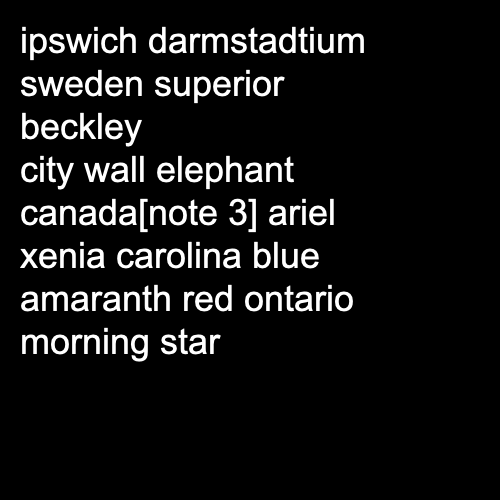 ipswich darmstadtium
sweden superior
beckley
city wall elephant
canada[note 3] ariel
xenia carolina blue
amaranth red ontario
morning star